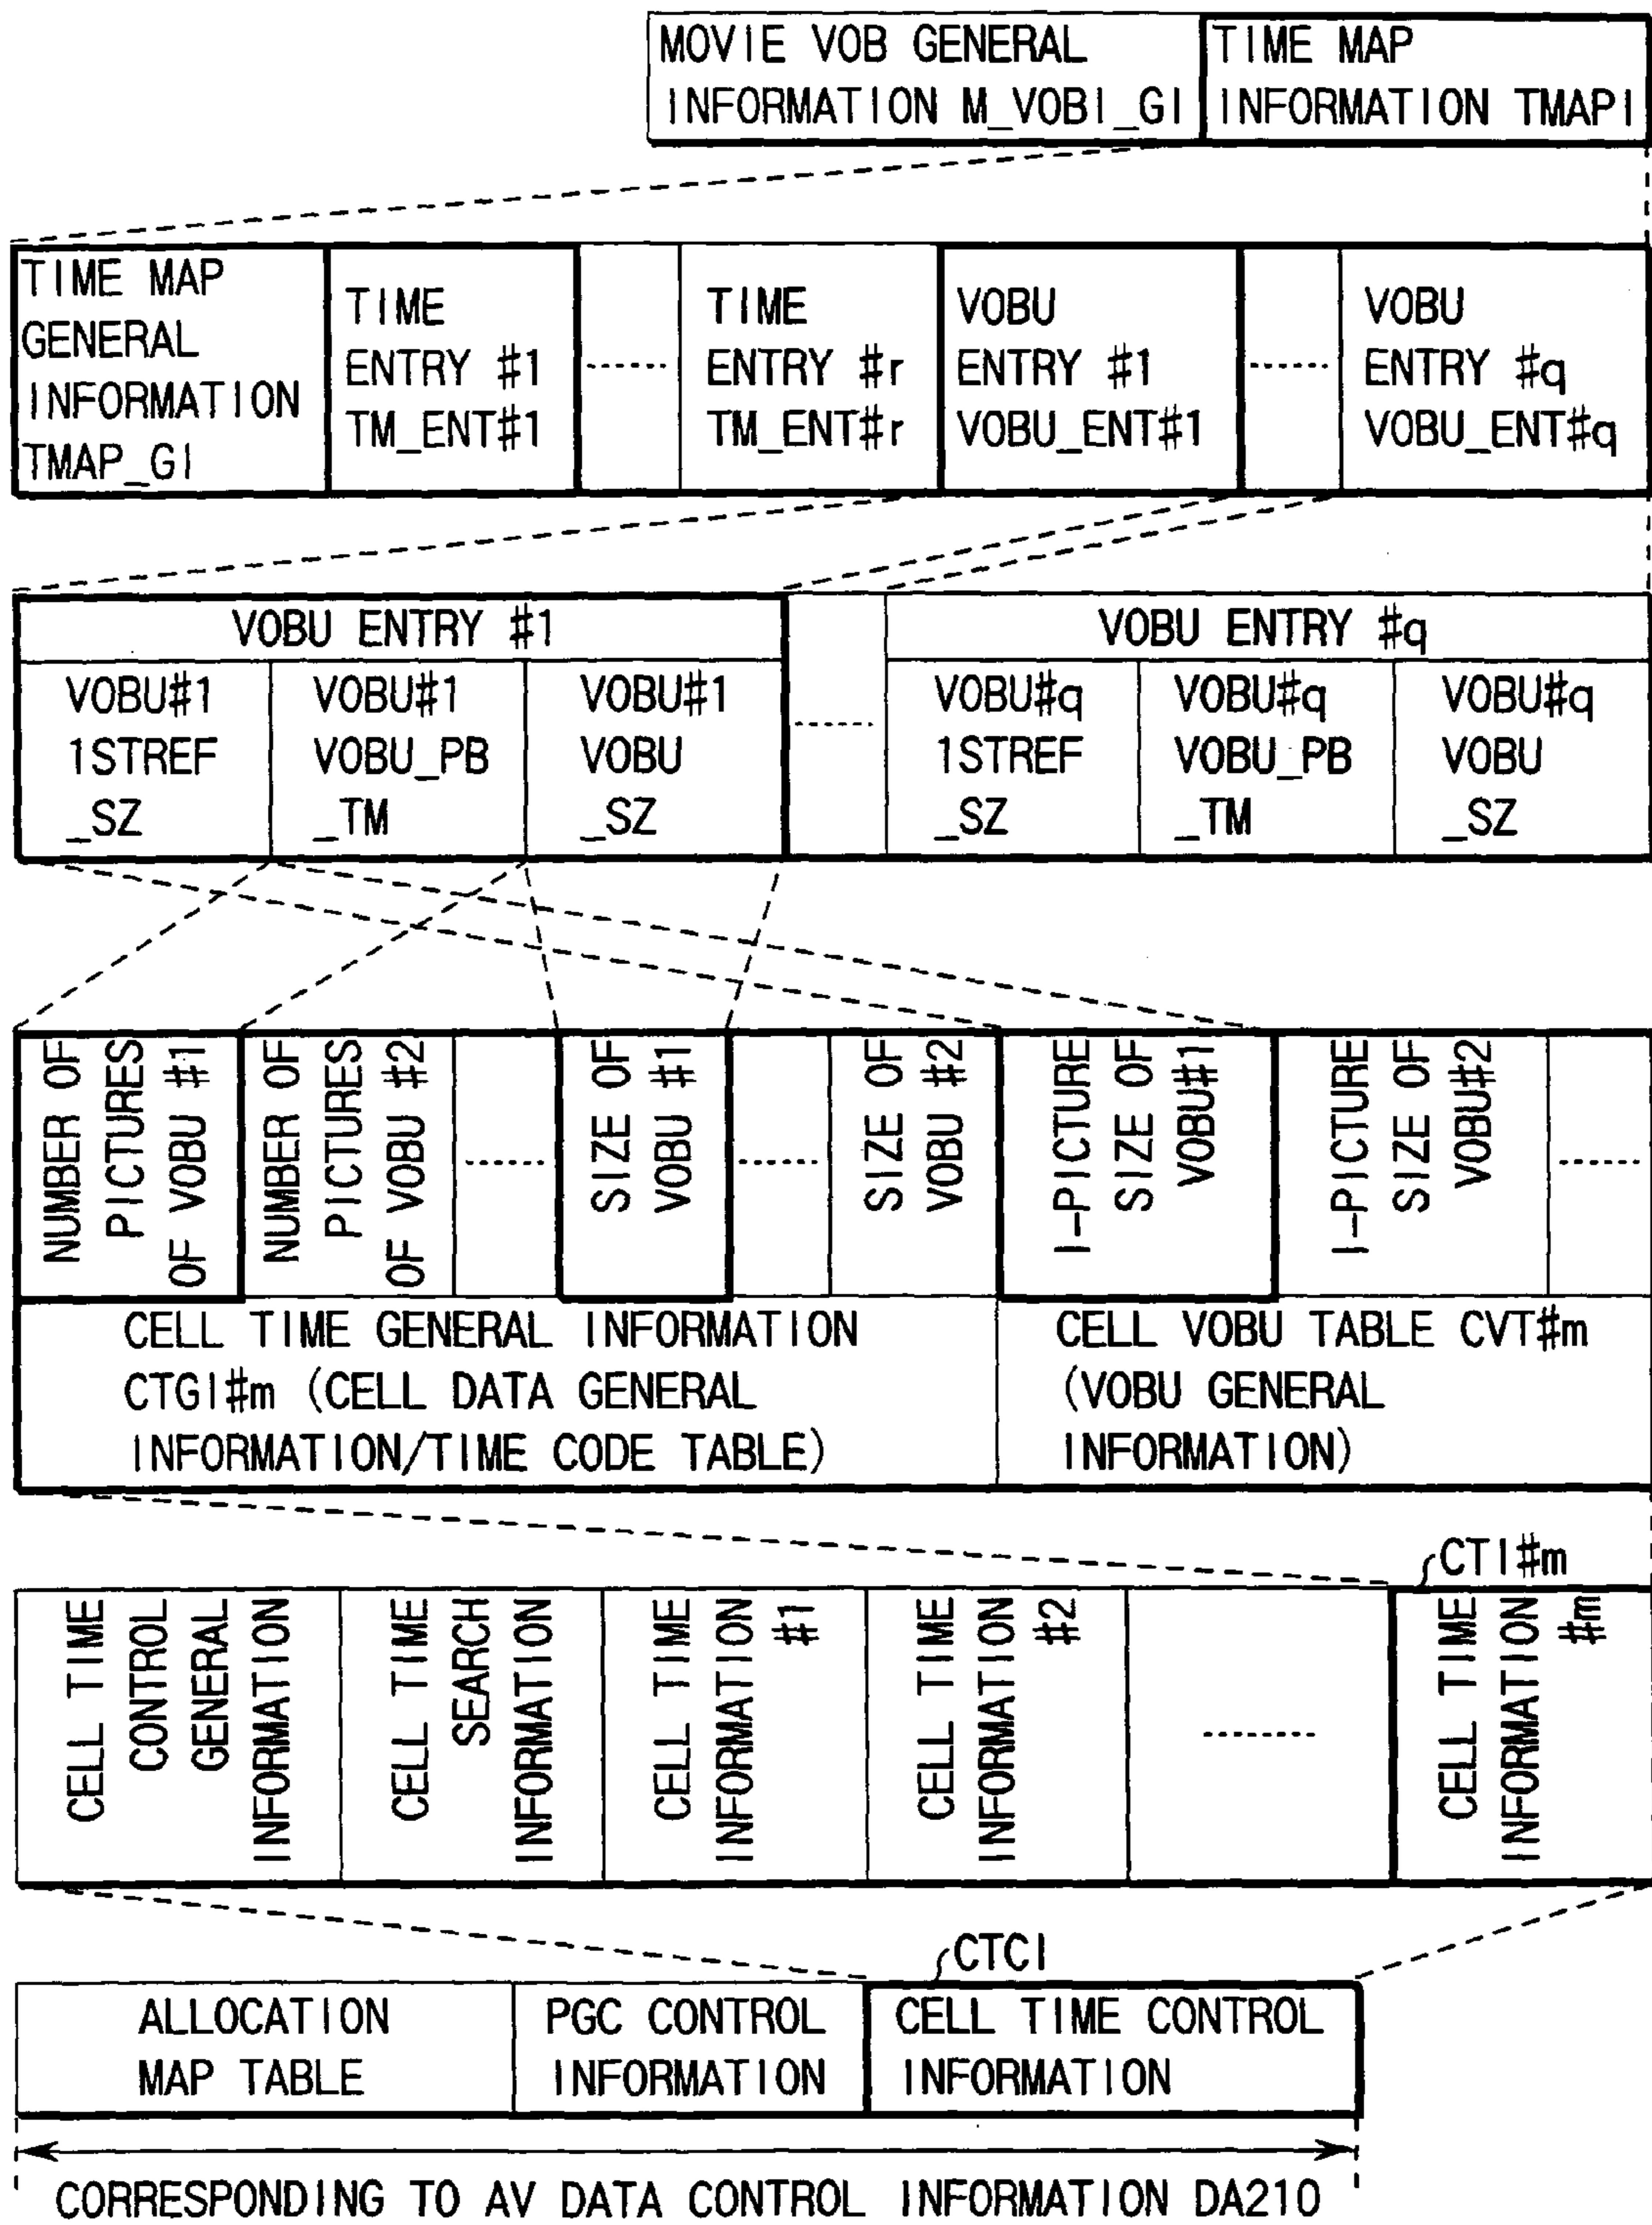 MOVIE VOB GENERAL
INFORMATION M_VOBI_GI
TIME MAP
INFORMATION TMAPI
TIME MAP
GENERAL
INFORMATION
TMAP_GI
TIME
ENTRY #1
TM_ENT#1
TIME
ENTRY #r
TM_ENT#r
VOBU
ENTRY #1
VOBU_ENT#1
VOBU
ENTRY #q
VOBU_ENT#q
VOBU ENTRY #1
VOBU#1
1STREF
_SZ
VOBU#1
VOBU_PB
_TM
VOBU#1
VOBU
_SZ
VOBU ENTRY #q
VOBU#q
1STREF
_SZ
VOBU#q
VOBU_PB
_TM
VOBU#q
VOBU
_SZ
NUMBER OF
PICTURES
OF VOBU #1
NUMBER OF
PICTURES
OF VOBU #2
SIZE OF
VOBU #1
SIZE OF
VOBU #2
I-PICTURE
SIZE OF
VOBU#1
I-PICTURE
SIZE OF
VOBU#2
CELL TIME GENERAL INFORMATION
CTGI#m (CELL DATA GENERAL
INFORMATION/TIME CODE TABLE)
CELL VOBU TABLE CVT#m
(VOBU GENERAL
INFORMATION)
CTI#m
CELL TIME
CONTROL
GENERAL
INFORMATION
CELL TIME
SEARCH
INFORMATION
CELL TIME
INFORMATION
#1
CELL TIME
INFORMATION
#2
CELL TIME
INFORMATION
#m
CTCI
ALLOCATION
MAP TABLE
PGC CONTROL
INFORMATION
CELL TIME CONTROL
INFORMATION
CORRESPONDING TO AV DATA CONTROL INFORMATION DA210